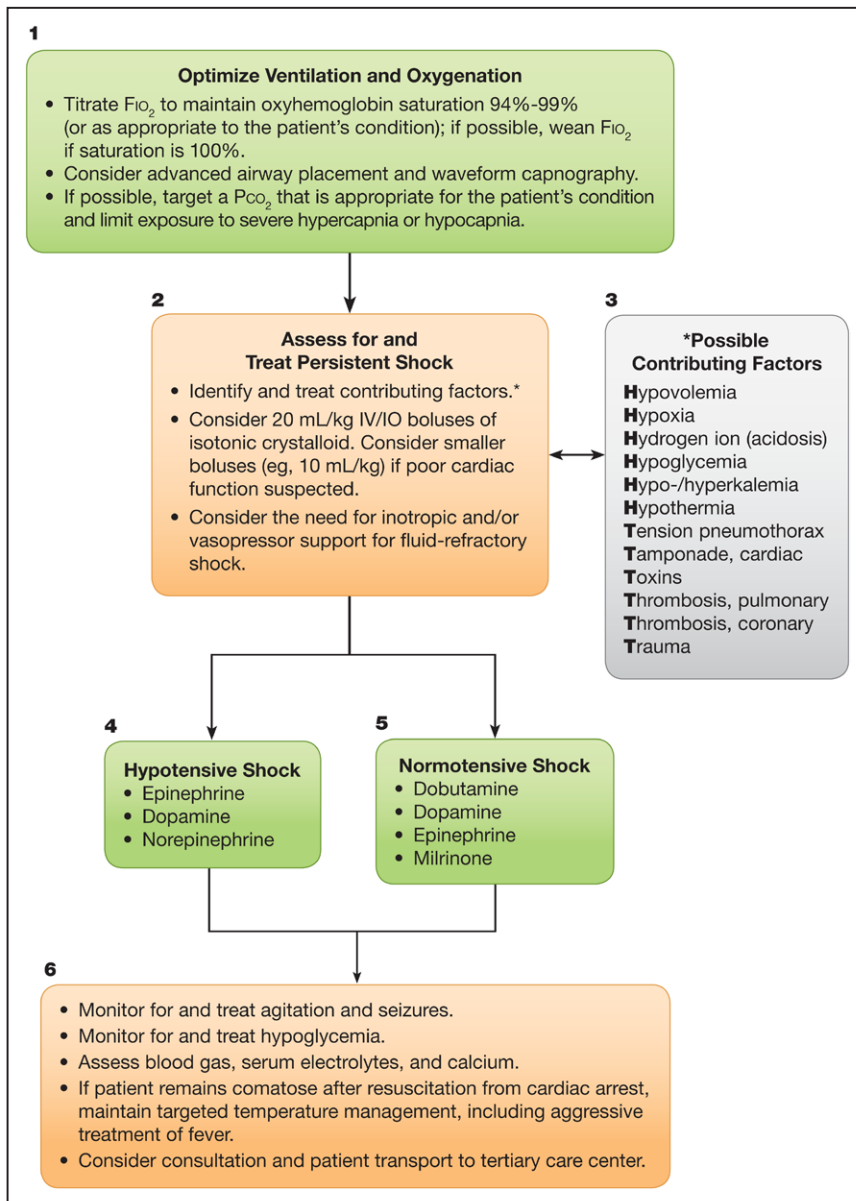 1
Optimize Ventilation and Oxygenation
• Titrate FIO2 to maintain oxyhemoglobin saturation 94%-99%
(or as appropriate to the patient’s condition); if possible, wean FIO2
if saturation is 100%.
• Consider advanced airway placement and waveform capnography.
• If possible, target a PCO2 that is appropriate for the patient’s condition
and limit exposure to severe hypercapnia or hypocapnia.
2
Assess for and
Treat Persistent Shock
• Identify and treat contributing factors.*
• Consider 20 mL/kg IV/IO boluses of
isotonic crystalloid. Consider smaller
boluses (eg, 10 mL/kg) if poor cardiac
function suspected.
• Consider the need for inotropic and/or
vasopressor support for fluid-refractory
shock.
3
*Possible
Contributing Factors
Hypovolemia
Hypoxia
Hydrogen ion (acidosis)
Hypoglycemia
Hypo-/hyperkalemia
Hypothermia
Tension pneumothorax
Tamponade, cardiac
Toxins
Thrombosis, pulmonary
Thrombosis, coronary
Trauma
4
Hypotensive Shock
• Epinephrine
• Dopamine
• Norepinephrine
5
Normotensive Shock
• Dobutamine
• Dopamine
• Epinephrine
• Milrinone
6
• Monitor for and treat agitation and seizures.
• Monitor for and treat hypoglycemia.
• Assess blood gas, serum electrolytes, and calcium.
• If patient remains comatose after resuscitation from cardiac arrest,
maintain targeted temperature management, including aggressive
treatment of fever.
• Consider consultation and patient transport to tertiary care center.